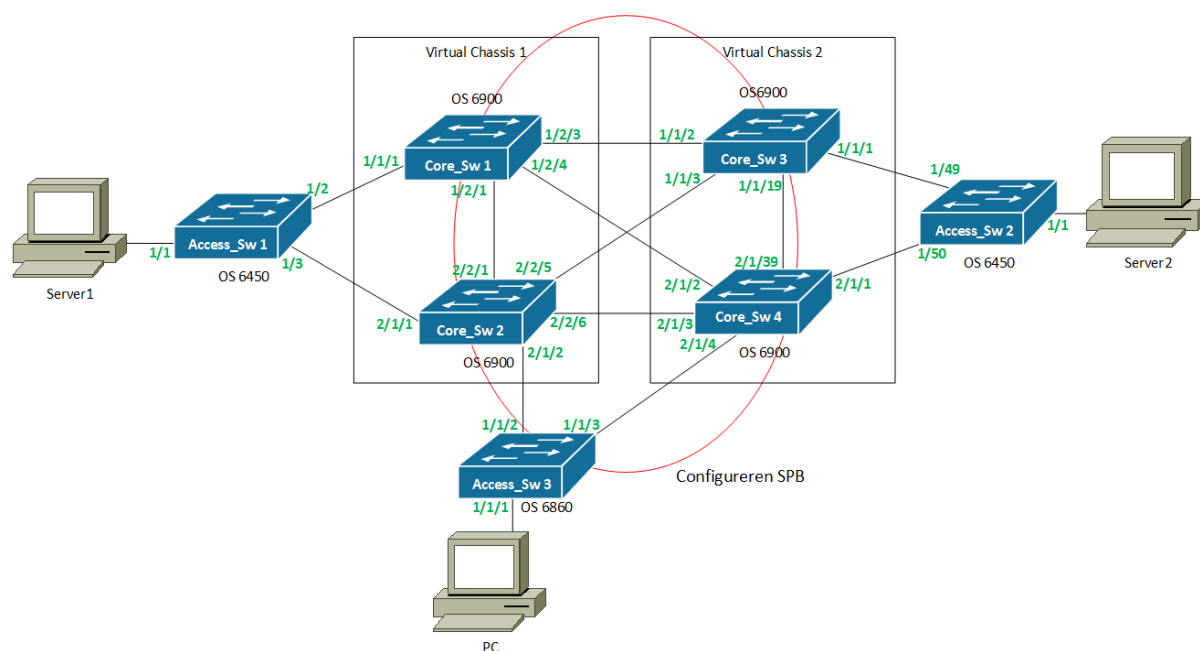 Virtual Chassis 1
Virtual Chassis 2
OS 6900
OS6900
1/2/3
1/1/2
Core_Sw 1
Core_Sw 3
1/1/1
1/2/4
1/1/1
1/2/1
1/1/3
1/1/19
1/49
1/2
Access_Sw 1
Access_Sw 2
1/1
1/1
1/3
OS 6450
1/50
OS 6450
Server1
Server2
2/2/1
2/2/5
2/1/39
2/1/2
2/1/1
2/1/1
Core_Sw 2
2/2/6
2/1/3
Core_Sw 4
2/1/2
2/1/4
OS 6900
OS 6900
1/1/2
1/1/3
Access_Sw 3
Configureren SPB
1/1/1
OS 6860
PC